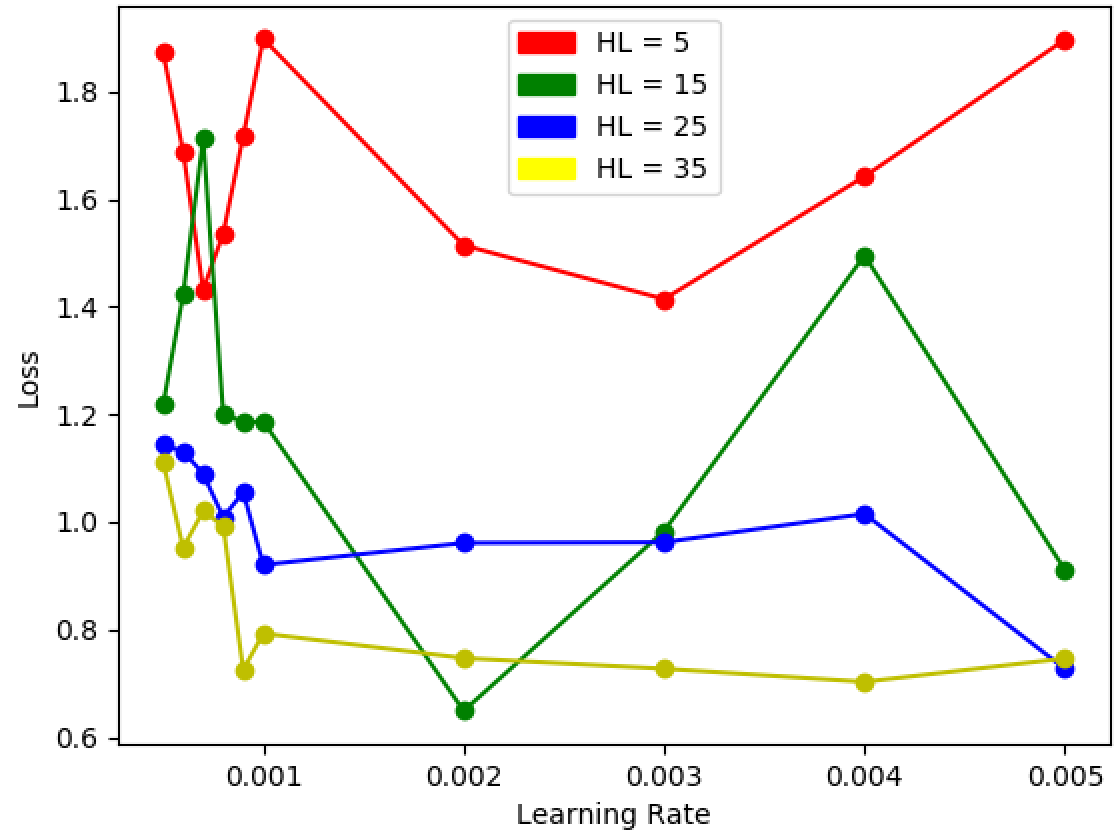 HL = 5
HL = 15
HL = 25
HL = 35
1.8
1.6
1.4
1.2
1.0
0.8
0.6
Loss
0.001 0.002 0.003 0.004 0.005
Learning Rate